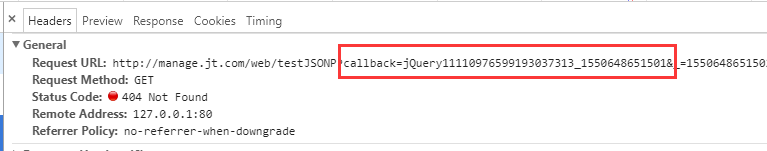 Headers Preview Response Cookies Timing
General
Request URL: http://manage.jt.com/web/testJSONP?callback=jQuery11110976599193037313_1550648651501&_=155064865150
Request Method: GET
Status Code: 404 Not Found
Remote Address: 127.0.0.1:80
Referrer Policy: no-referrer-when-downgrade